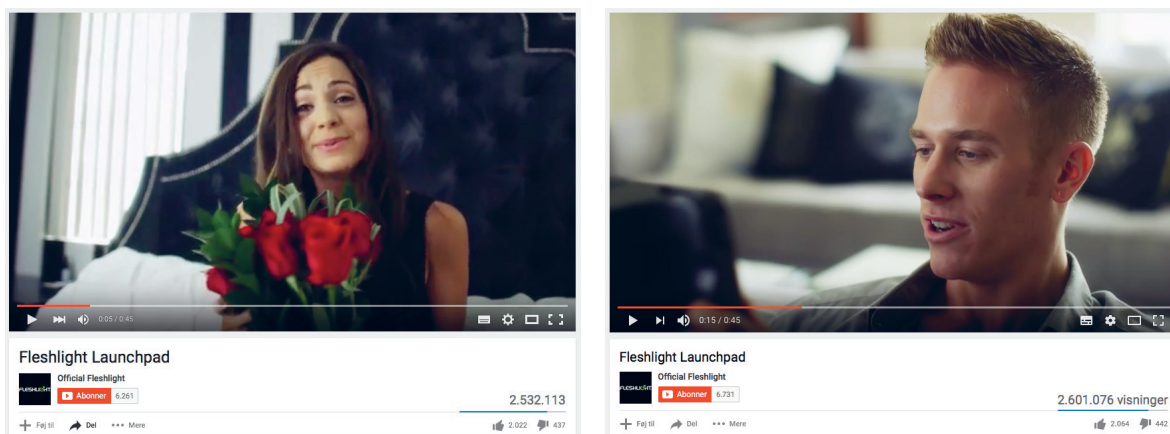 0:05 / 0:45
Fleshlight Launchpad
FLESHLIGHT
Official Fleshlight
Abonner 6.261
2.532.113
Føj til Del Mere
2.022 437
0:15 / 0:45
Fleshlight Launchpad
FLESHLIGHT
Official Fleshlight
Abonner 6.731
2.601.076 visninger
Føj til Del Mere
2.064 442